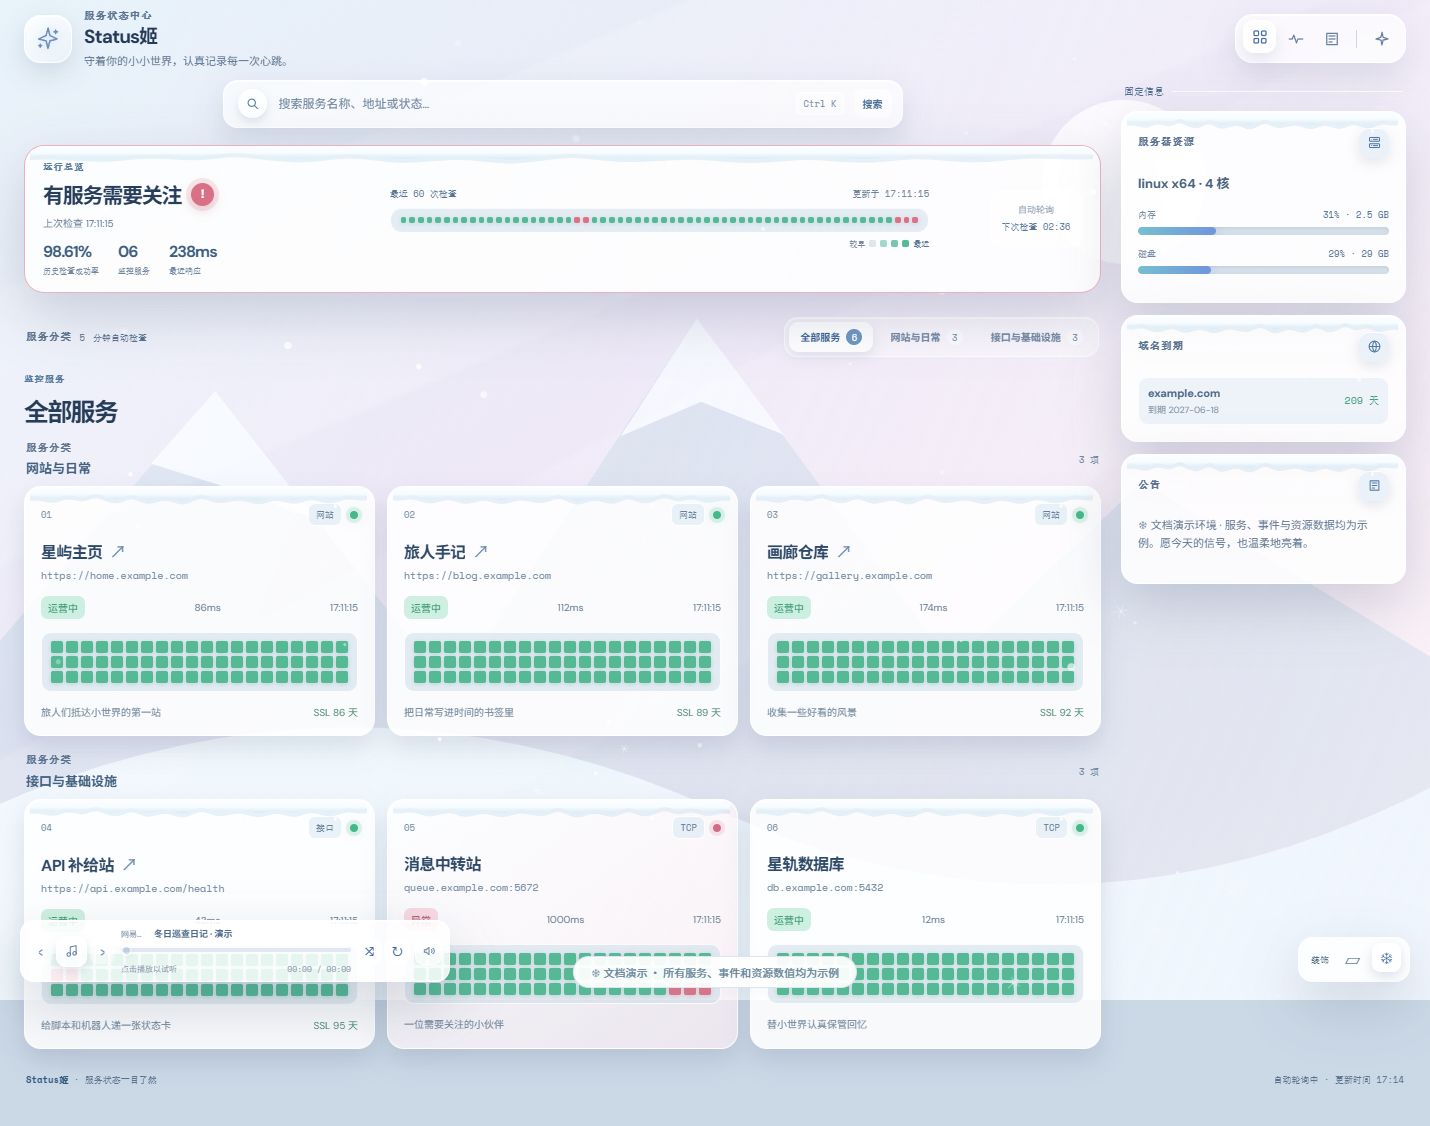 服务状态中心
Status姬
守着你的小小世界，认真记录每一次心跳。
搜索服务名称、地址或状态…
Ctrl K
搜索
运行总览
有服务需要关注 !
上次检查 17:11:15
98.61% 06 238ms
历史检查成功率 监控服务 最近响应
最近 60 次检查
更新于 17:11:15
较早 最近
自动轮询
下次检查 02:36
固定信息
服务器资源
linux x64 · 4 核
内存 31% · 2.5 GB
磁盘 29% · 29 GB
域名到期
example.com
到期 2027-06-18
209 天
公告
❄ 文档演示环境 · 服务、事件与资源数据均为示
例。愿今天的信号，也温柔地亮着。
服务分类 5 分钟自动检查
全部服务 6 网站与日常 3 接口与基础设施 3
监控服务
全部服务
服务分类
网站与日常
3 项
01 网站
星屿主页 ↗
https://home.example.com
运营中 86ms 17:11:15
旅人们抵达小世界的第一站 SSL 86 天
02 网站
旅人手记 ↗
https://blog.example.com
运营中 112ms 17:11:15
把日常写进时间的书签里 SSL 89 天
03 网站
画廊仓库 ↗
https://gallery.example.com
运营中 174ms 17:11:15
收集一些好看的风景 SSL 92 天
服务分类
接口与基础设施
3 项
04 接口
API 补给站 ↗
https://api.example.com/health
给脚本和机器人递一张状态卡 SSL 95 天
05 TCP
消息中转站
queue.example.com:5672
异常 1000ms 17:11:15
一位需要关注的小伙伴
06 TCP
星轨数据库
db.example.com:5432
运营中 12ms 17:11:15
替小世界认真保管回忆
网易… 冬日巡查日记 · 演示
点击播放以试听 00:00 / 00:00
❄ 文档演示 · 所有服务、事件和资源数值均为示例
装饰
Status姬 · 服务状态一目了然
自动轮询中 · 更新时间 17:14